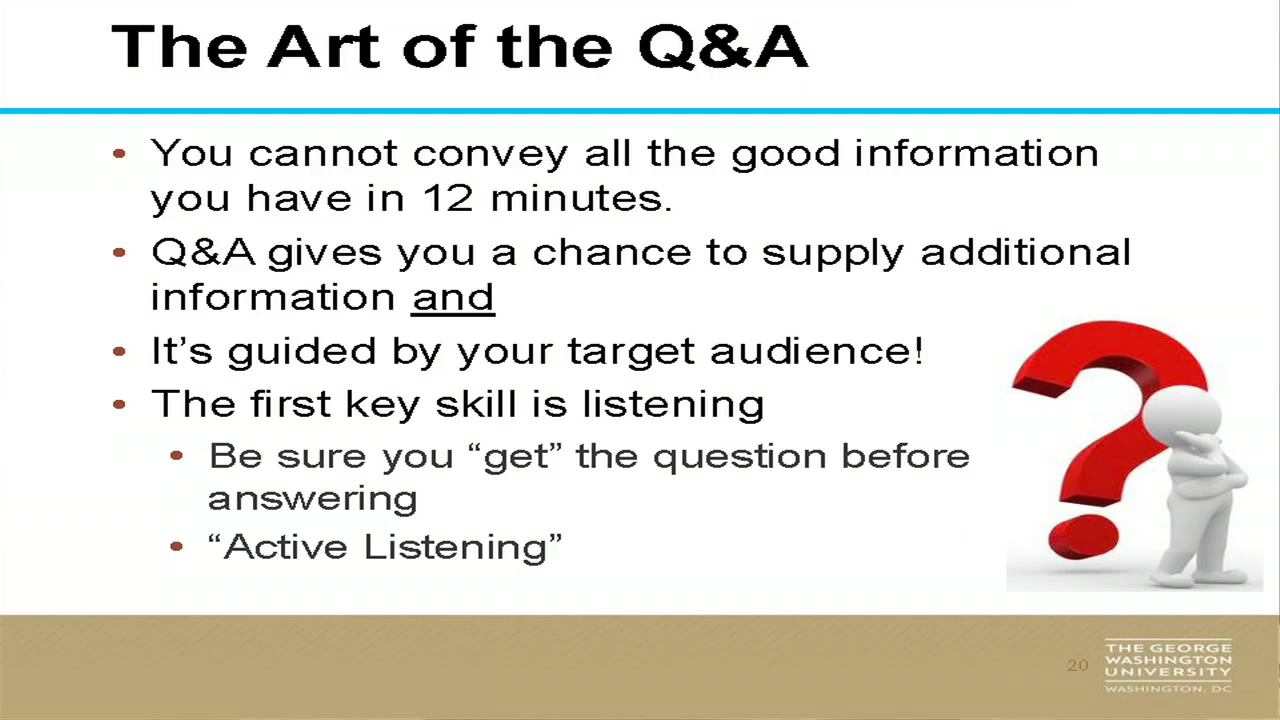 The Art of the Q&A
• You cannot convey all the good information
you have in 12 minutes.
• Q&A gives you a chance to supply additional
information and
• It’s guided by your target audience!
• The first key skill is listening
• Be sure you “get” the question before
answering
• “Active Listening”
20
THE GEORGE
WASHINGTON
UNIVERSITY
WASHINGTON, DC